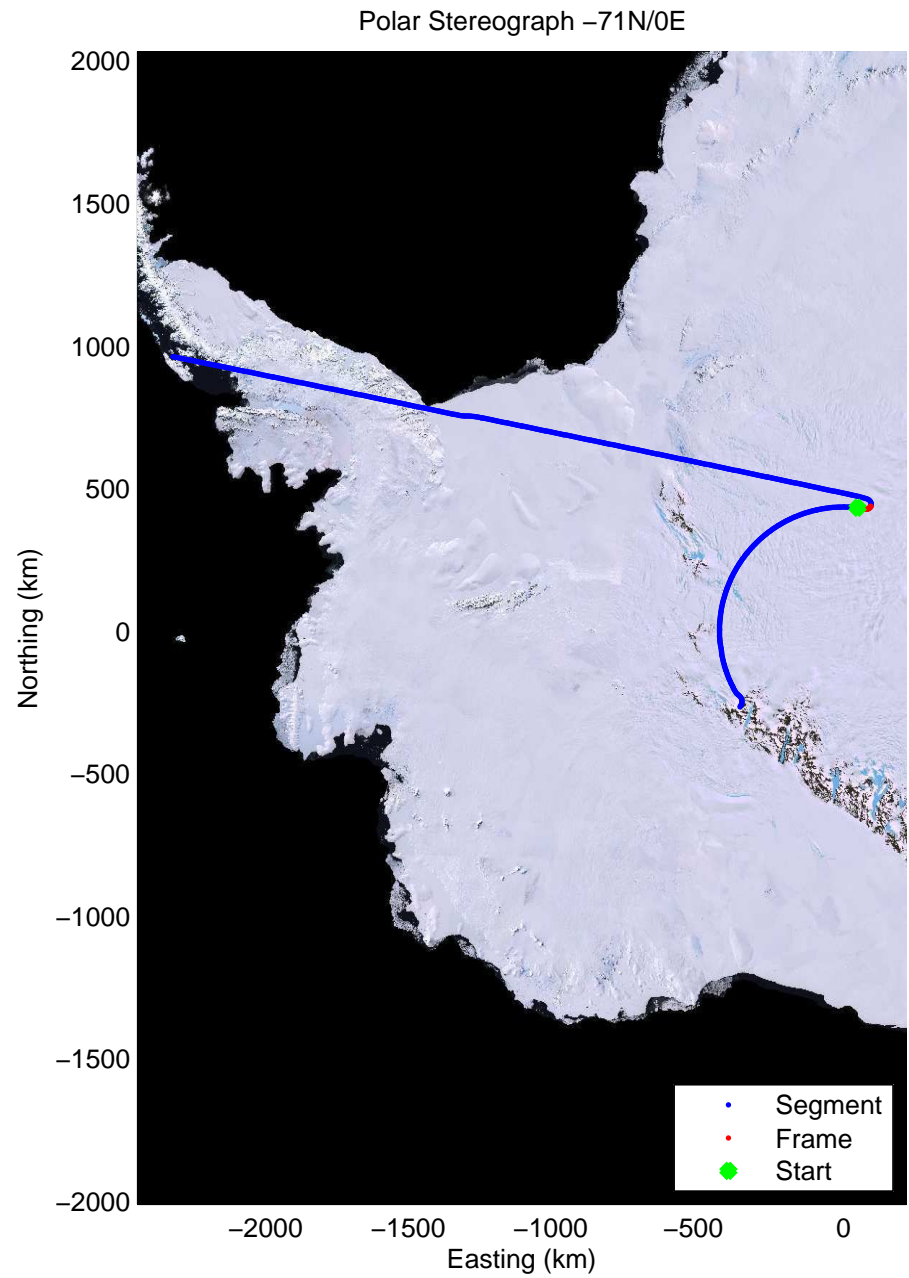 Polar Stereograph −71N/0E
2000
1500
1000
500
0
−500
−1000
−1500
−2000
Northing (km)
−2000 −1500 −1000 −500 0
Easting (km)
Segment
Frame
Start